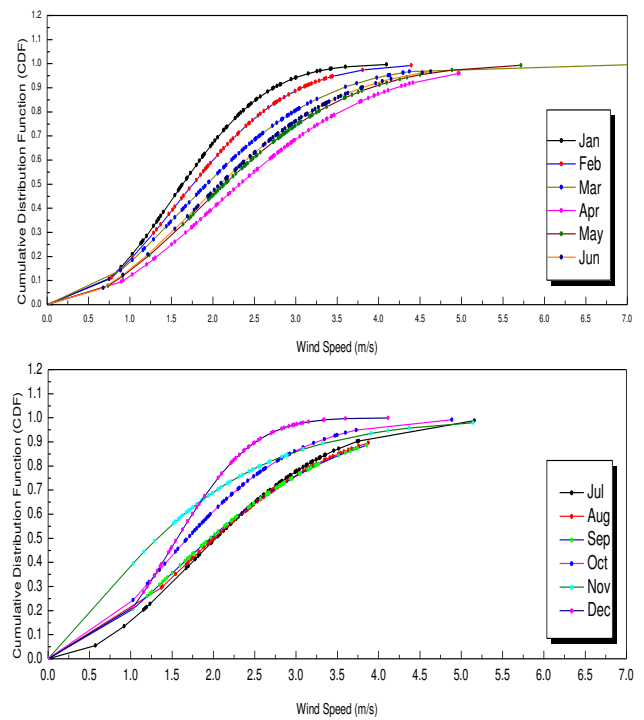 Cumulative Distribution Function (CDF)
1.2
1.1
1.0
0.9
0.8
0.7
0.6
0.5
0.4
0.3
0.2
0.1
0.0
0.0 0.5 1.0 1.5 2.0 2.5 3.0 3.5 4.0 4.5 5.0 5.5 6.0 6.5 7.0
Wind Speed (m/s)
Jan
Feb
Mar
Apr
May
Jun
Cumulative Distribution Function (CDF)
1.2
1.1
1.0
0.9
0.8
0.7
0.6
0.5
0.4
0.3
0.2
0.1
0.0
0.0 0.5 1.0 1.5 2.0 2.5 3.0 3.5 4.0 4.5 5.0 5.5 6.0 6.5 7.0
Wind Speed (m/s)
Jul
Aug
Sep
Oct
Nov
Dec